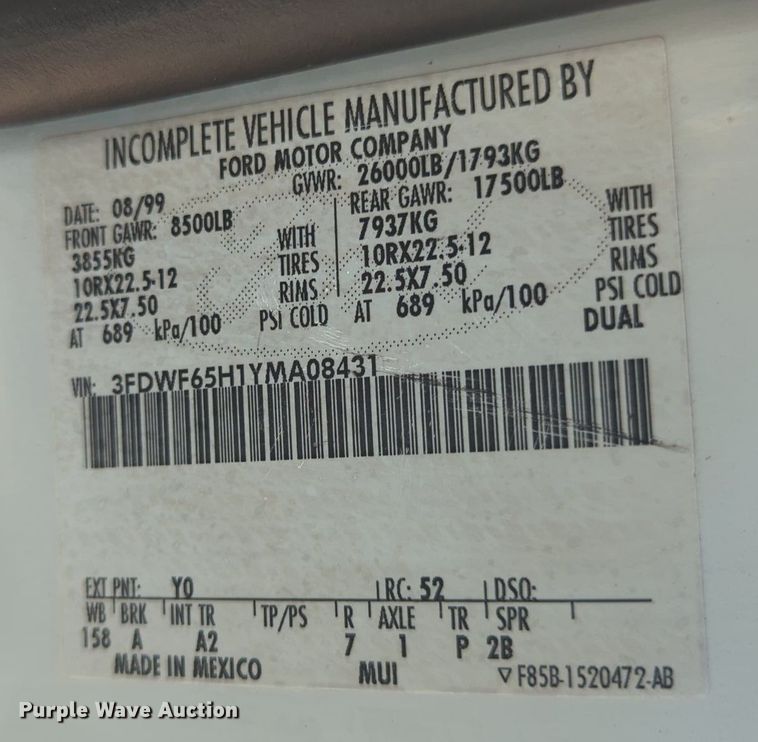 INCOMPLETE VEHICLE MANUFACTURED BY
FORD MOTOR COMPANY
DATE: 08/99 GVWR: 26000LB/1793KG
FRONT GAWR: 8500LB REAR GAWR: 17500LB
3855KG WITH 7937KG WITH
10RX22.5-12 TIRES 10RX22.5-12 TIRES
22.5X7.50 RIMS 22.5X7.50 RIMS
AT 689 kPa/100 PSI COLD AT 689 kPa/100 PSI COLD
DUAL
VIN: 3FDWF65H1YMA08431
EXT PNT: Y0 RC: 52 DSO:
WB BRK INT TR TP/PS R AXLE TR SPR
158 A A2 7 1 P 2B
MADE IN MEXICO MUI ▽ F85B-1520472-AB
Purple Wave Auction